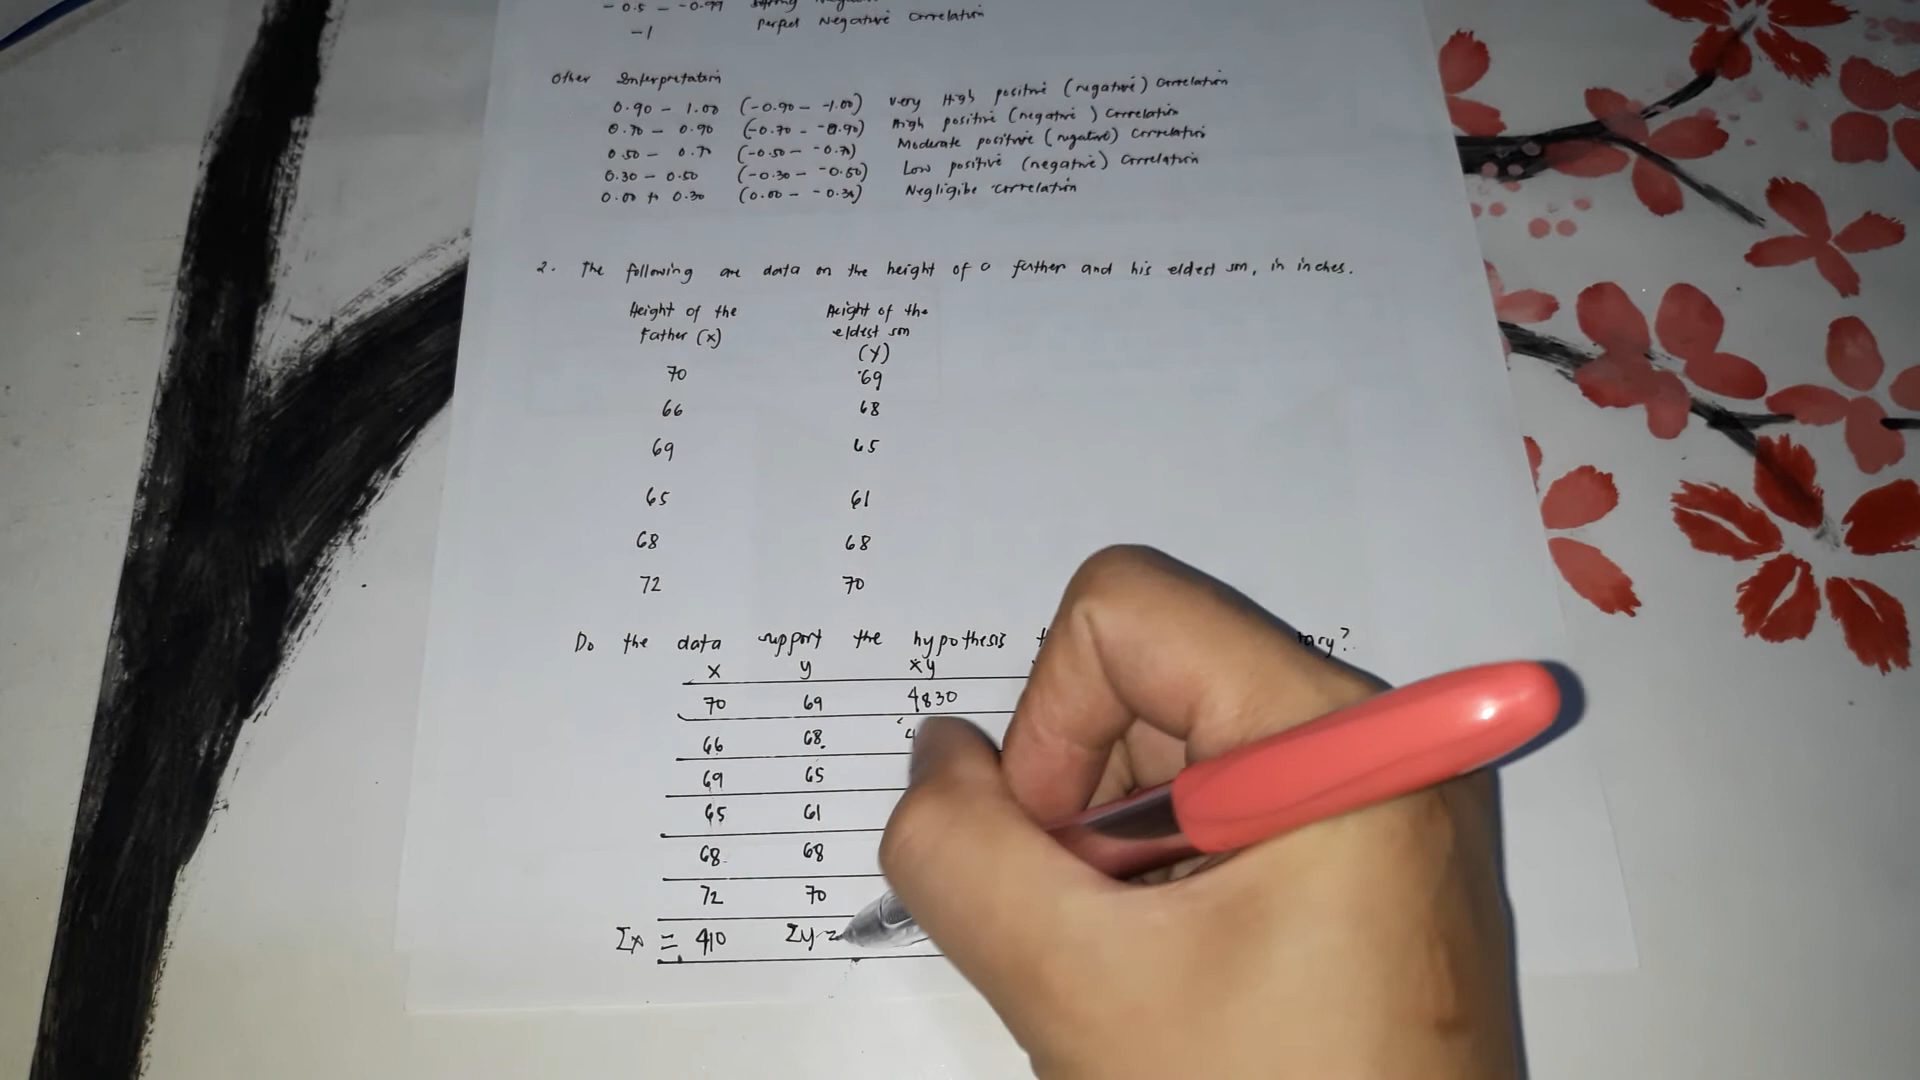 - 0.5 - -0.99
-1 Perfect Negative Correlation
Other Interpretation
0.90 - 1.00 (-0.90 - -1.00) Very High positive (negative) Correlation
0.70 - 0.90 (-0.70 - -0.90) High positive (negative) Correlation
0.50 - 0.70 (-0.50 - -0.70) Moderate positive (negative) Correlation
0.30 - 0.50 (-0.30 - -0.50) Low positive (negative) Correlation
0.00 to 0.30 (0.00 - -0.30) Negligible Correlation
2. The following are data on the height of a father and his eldest son, in inches.
Height of the Height of the
Father (x) eldest son
(Y)
70 69
66 68
69 65
65 61
68 68
72 70
Do the data support the hypothesis
x y xy
70 69 4830
66 68 4
69 65
65 61
68 68
72 70
Σx = 410 Σy =